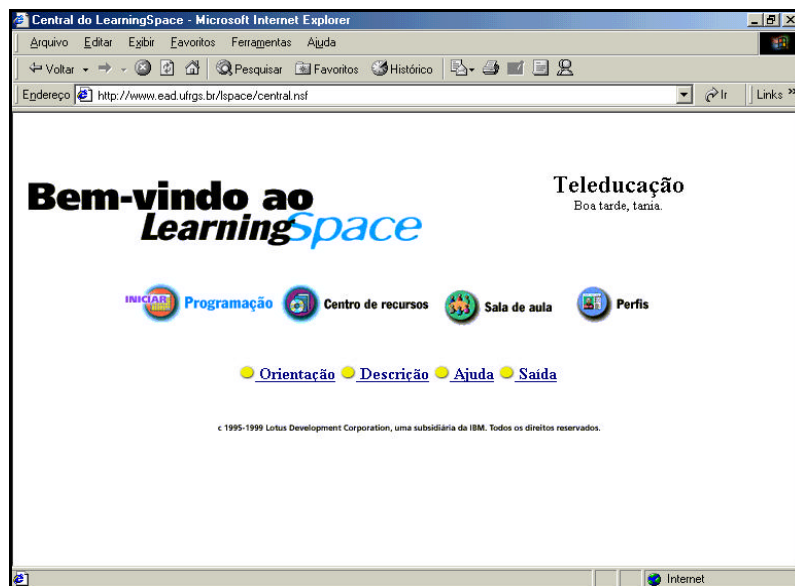 Central do LearningSpace - Microsoft Internet Explorer
Arquivo Editar Exibir Favoritos Ferramentas Ajuda
Voltar Pesquisar Favoritos Histórico
Endereço http://www.ead.ufrgs.br/lspace/central.nsf Ir Links »
Bem-vindo ao
LearningSpace
Teleducação
Boa tarde, tania.
INICIAR Programação Centro de recursos Sala de aula Perfis
Orientação Descrição Ajuda Saída
c 1995-1999 Lotus Development Corporation, uma subsidiária da IBM. Todos os direitos reservados.
Internet